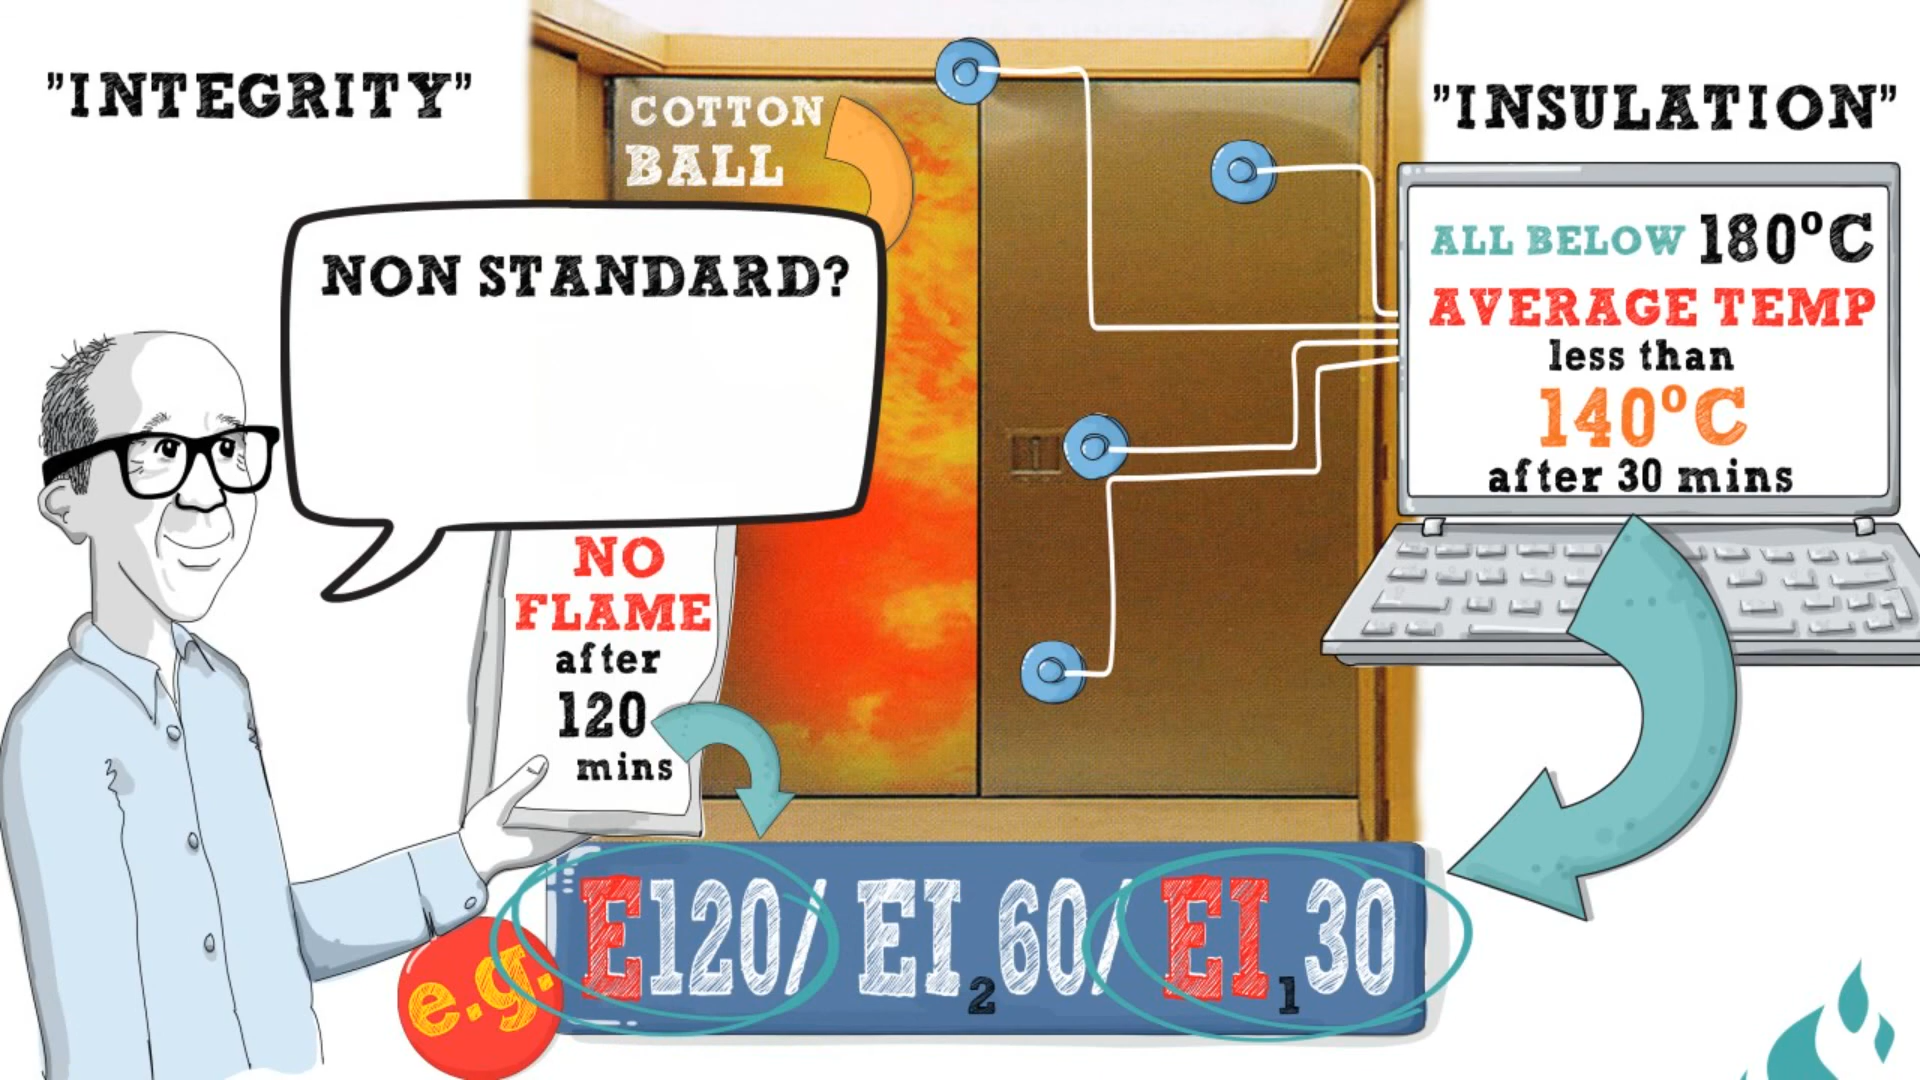 "INTEGRITY"
COTTON
BALL
"INSULATION"
NON STANDARD?
ALL BELOW 180°C
AVERAGE TEMP
less than
140°C
after 30 mins
NO
FLAME
after
120
mins
e.g.
E120/ EI₂60/ EI₁30